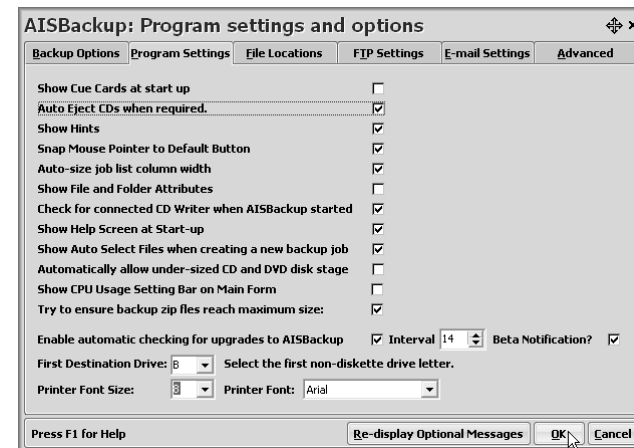 AISBackup: Program settings and options
Backup Options Program Settings File Locations FTP Settings E-mail Settings Advanced
Show Cue Cards at start up
Auto Eject CDs when required.
Show Hints
Snap Mouse Pointer to Default Button
Auto-size job list column width
Show File and Folder Attributes
Check for connected CD Writer when AISBackup started
Show Help Screen at Start-up
Show Auto Select Files when creating a new backup job
Automatically allow under-sized CD and DVD disk stage
Show CPU Usage Setting Bar on Main Form
Try to ensure backup zip fles reach maximum size:
Enable automatic checking for upgrades to AISBackup Interval 14 Beta Notification?
First Destination Drive: B Select the first non-diskette drive letter.
Printer Font Size: 8 Printer Font: Arial
Press F1 for Help Re-display Optional Messages OK Cancel